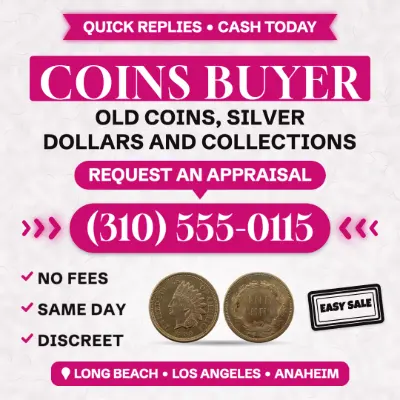 QUICK REPLIES • CASH TODAY
COINS BUYER
OLD COINS, SILVER
DOLLARS AND COLLECTIONS
REQUEST AN APPRAISAL
(310) 555-0115
NO FEES
SAME DAY
DISCREET
EASY SALE
LONG BEACH • LOS ANGELES • ANAHEIM